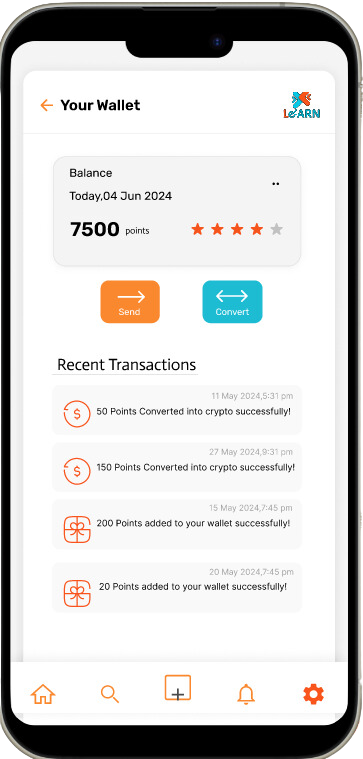 Your Wallet
LeARN
Balance
Today,04 Jun 2024
7500 points
Send
Convert
Recent Transactions
11 May 2024,5:31 pm
50 Points Converted into crypto successfully!
27 May 2024,9:31 pm
150 Points Converted into crypto successfully!
15 May 2024,7:45 pm
200 Points added to your wallet successfully!
20 May 2024,7:45 pm
20 Points added to your wallet successfully!